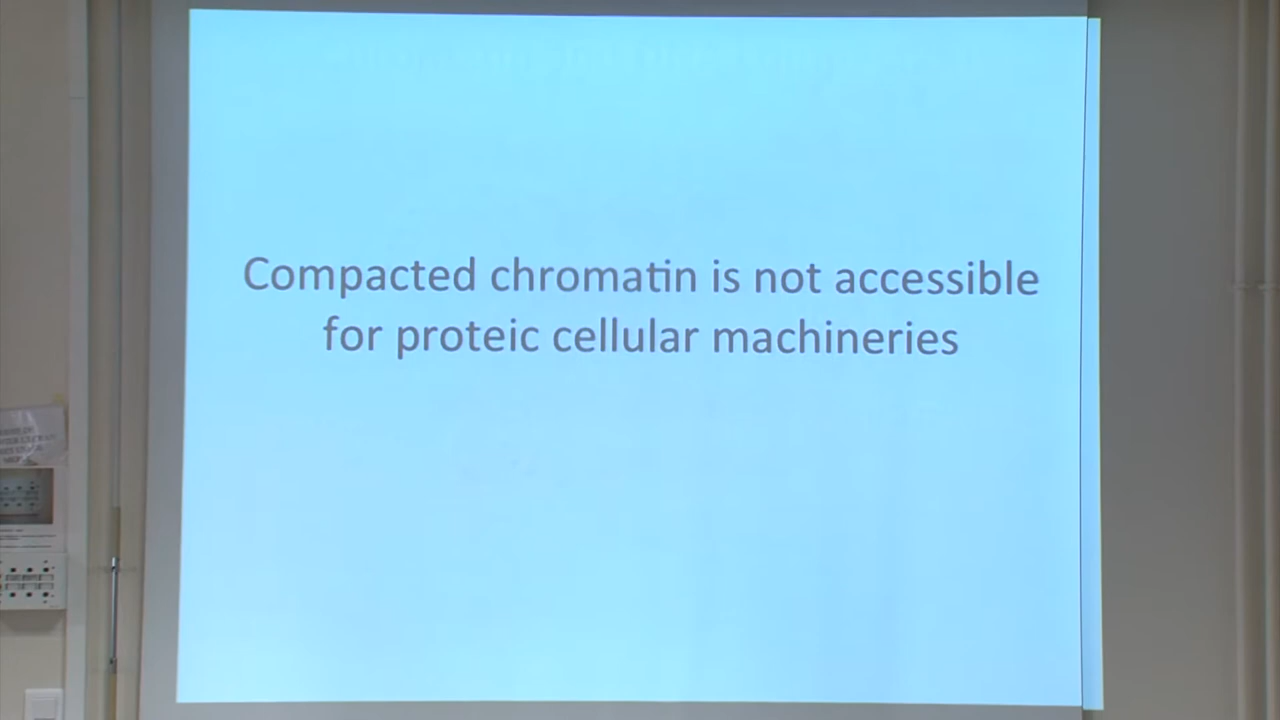 Compacted chromatin is not accessible
for proteic cellular machineries